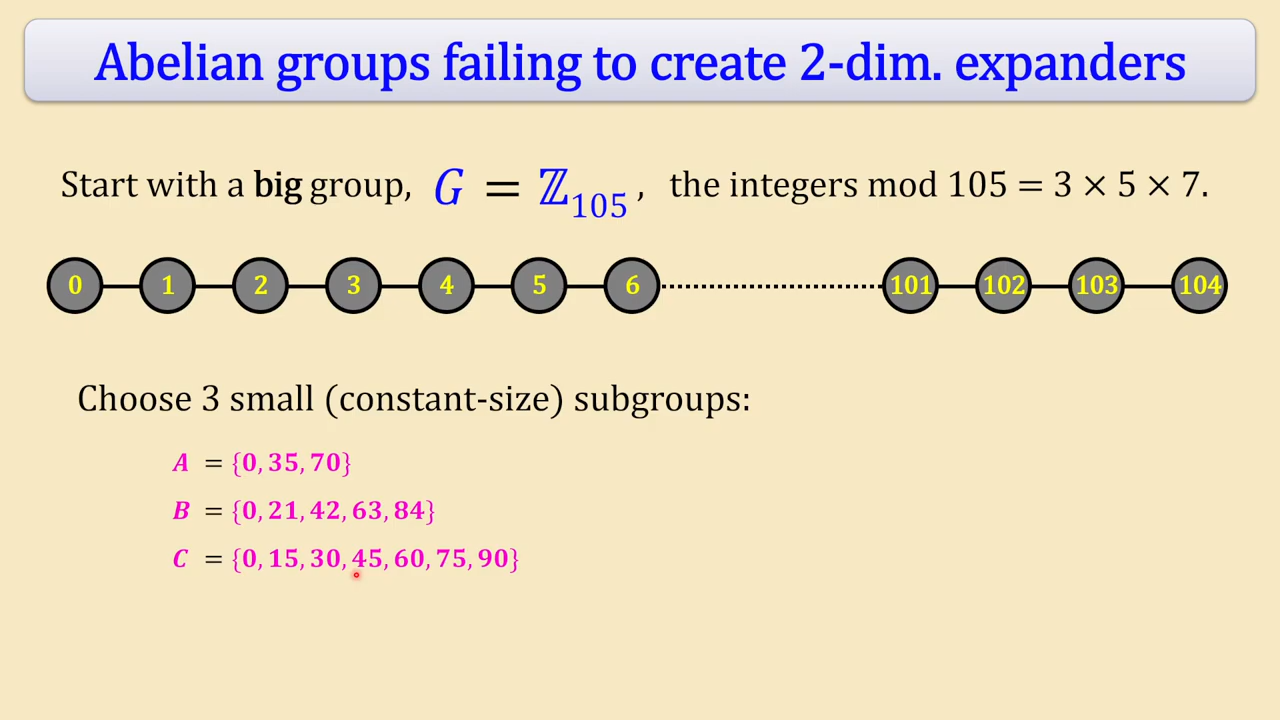 Abelian groups failing to create 2-dim. expanders
Start with a big group, G = ℤ₁₀₅ , the integers mod 105 = 3 × 5 × 7.
0 1 2 3 4 5 6 101 102 103 104
Choose 3 small (constant-size) subgroups:
A = {0, 35, 70}
B = {0, 21, 42, 63, 84}
C = {0, 15, 30, 45, 60, 75, 90}